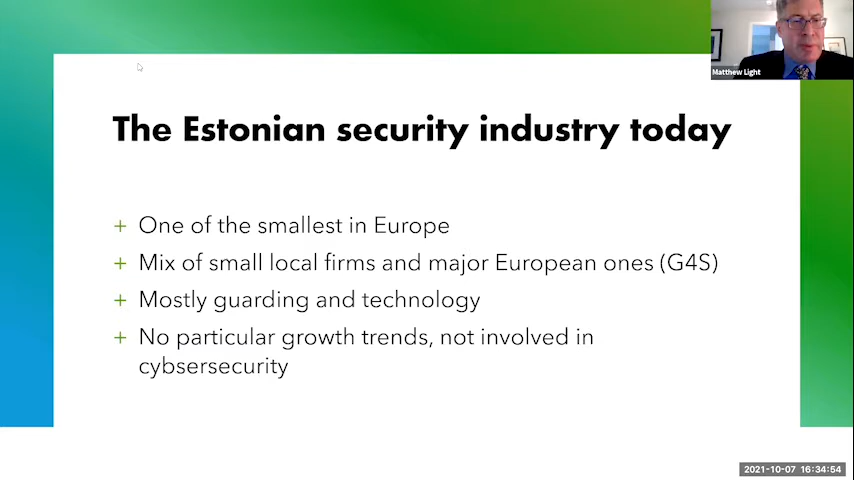 Matthew Light
The Estonian security industry today
+ One of the smallest in Europe
+ Mix of small local firms and major European ones (G4S)
+ Mostly guarding and technology
+ No particular growth trends, not involved in
cybsersecurity
2021-10-07 16:34:54